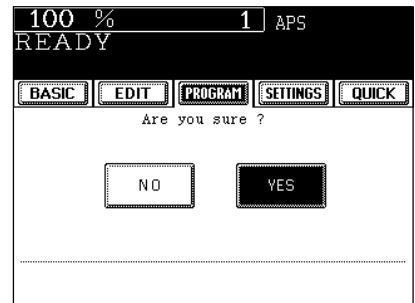 100 % 1 APS
READY
BASIC EDIT PROGRAM SETTINGS QUICK
Are you sure ?
NO YES